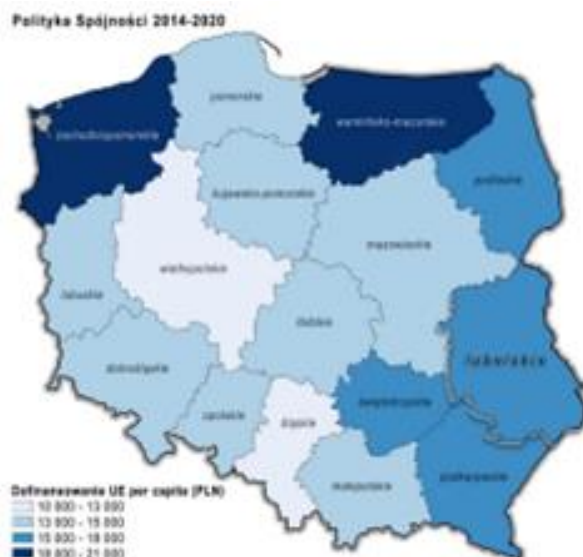 Polityka Spójności 2014-2020
pomorskie
zachodniopomorskie
warmińsko-mazurskie
podlaskie
kujawsko-pomorskie
mazowieckie
wielkopolskie
lubuskie
łódzkie
lubelskie
dolnośląskie
świętokrzyskie
opolskie
śląskie
podkarpackie
małopolskie
Dofinansowanie UE per capita (PLN)
10 000 - 13 000
13 000 - 15 000
15 000 - 18 000
18 000 - 21 000